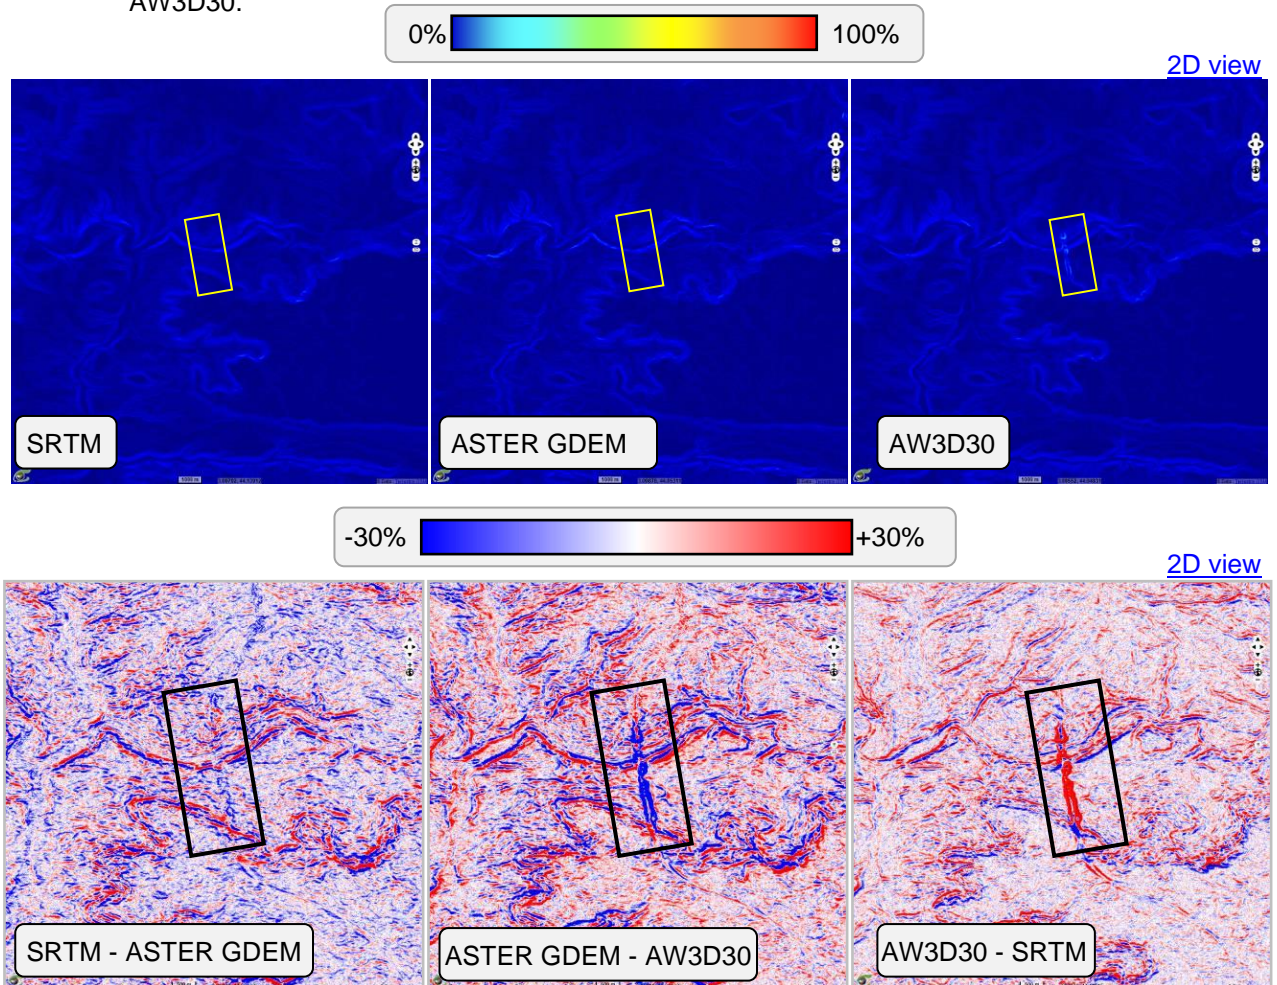 AW3D30.
0% 100%
2D view
SRTM
ASTER GDEM
AW3D30
-30% +30%
2D view
SRTM - ASTER GDEM
ASTER GDEM - AW3D30
AW3D30 - SRTM